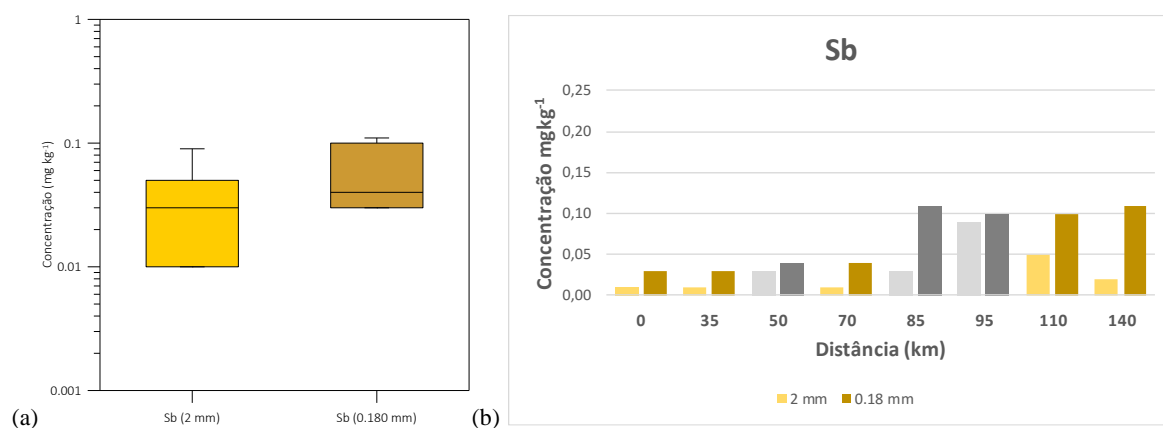 1
0.1
0.01
0.001
Concentração (mg kg⁻¹)
Sb (2 mm)
Sb (0.180 mm)
(a)
(b)
Sb
0,25
0,20
0,15
0,10
0,05
0,00
Concentração mgkg⁻¹
0 35 50 70 85 95 110 140
Distância (km)
2 mm 0.18 mm